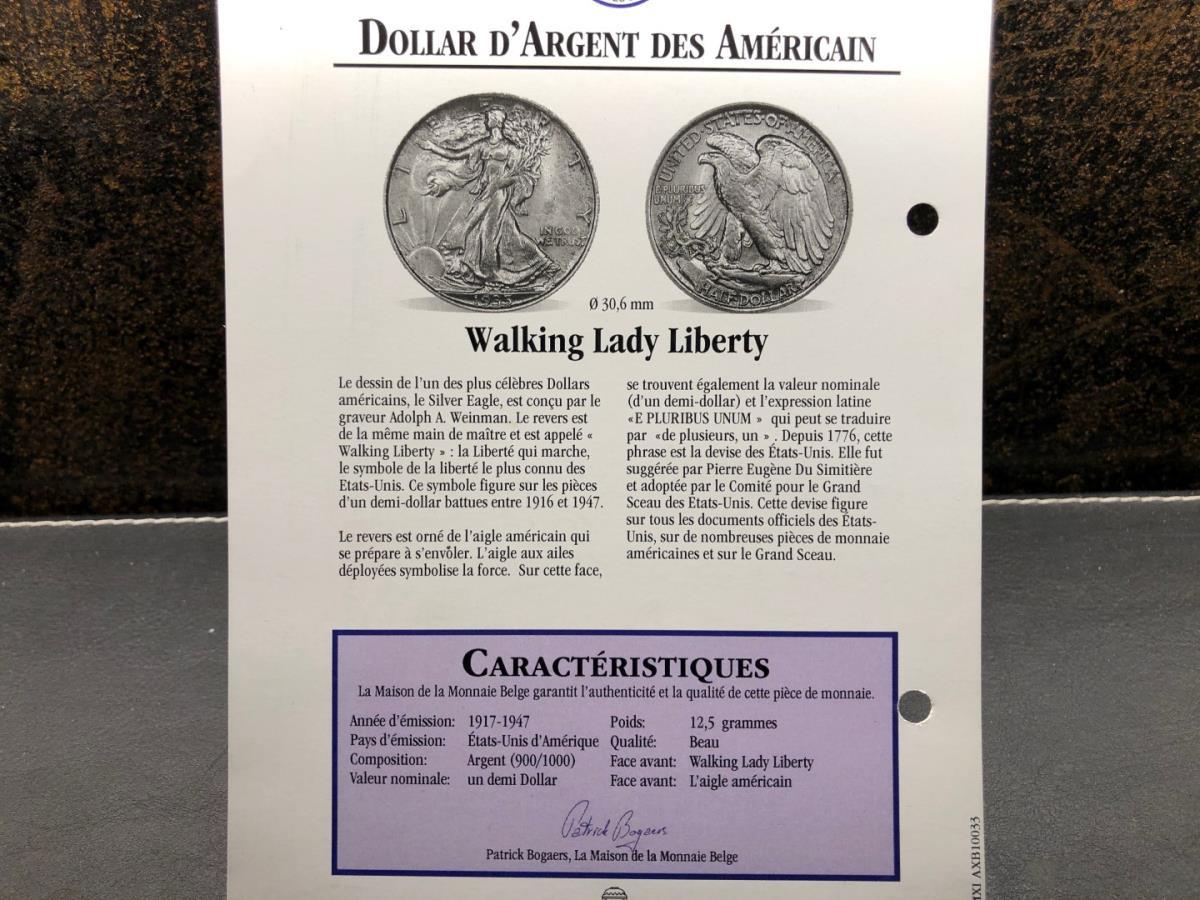 DOLLAR D'ARGENT DES AMÉRICAIN
LIBERTY
IN GOD
WE TRUST
1935
UNITED·STATES·OF·AMERICA
E·PLURIBUS
UNUM
HALF·DOLLAR
Ø 30,6 mm
Walking Lady Liberty
Le dessin de l'un des plus célèbres Dollars
américains, le Silver Eagle, est conçu par le
graveur Adolph A. Weinman. Le revers est
de la même main de maître et est appelé «
Walking Liberty » : la Liberté qui marche,
le symbole de la liberté le plus connu des
Etats-Unis. Ce symbole figure sur les pièces
d'un demi-dollar battues entre 1916 et 1947.
Le revers est orné de l'aigle américain qui
se prépare à s'envoler. L'aigle aux ailes
déployées symbolise la force. Sur cette face,
se trouvent également la valeur nominale
(d'un demi-dollar) et l'expression latine
«E PLURIBUS UNUM » qui peut se traduire
par «de plusieurs, un » . Depuis 1776, cette
phrase est la devise des États-Unis. Elle fut
suggérée par Pierre Eugène Du Simitière
et adoptée par le Comité pour le Grand
Sceau des Etats-Unis. Cette devise figure
sur tous les documents officiels des États-
Unis, sur de nombreuses pièces de monnaie
américaines et sur le Grand Sceau.
CARACTÉRISTIQUES
La Maison de la Monnaie Belge garantit l'authenticité et la qualité de cette pièce de monnaie.
Année d'émission: 1917-1947
Pays d'émission: États-Unis d'Amérique
Composition: Argent (900/1000)
Valeur nominale: un demi Dollar
Poids: 12,5 grammes
Qualité: Beau
Face avant: Walking Lady Liberty
Face avant: L'aigle américain
Patrick Bogaers
Patrick Bogaers, La Maison de la Monnaie Belge
AXB10033